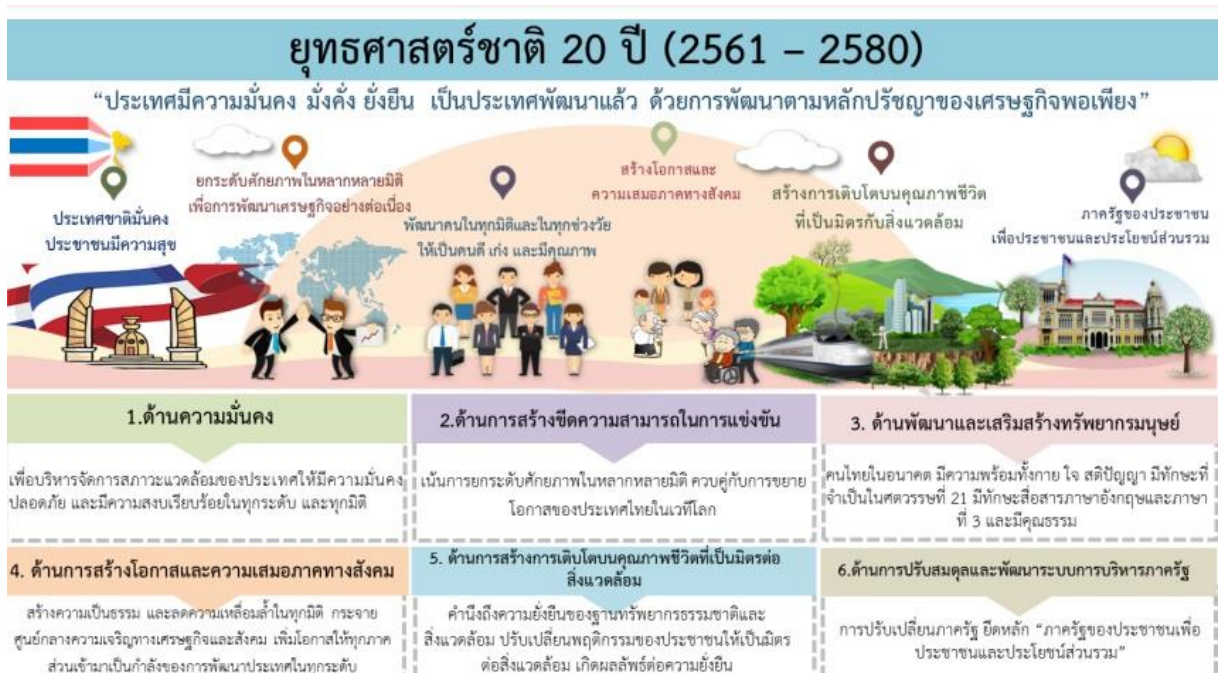 ยุทธศาสตร์ชาติ 20 ปี (2561 – 2580)
“ประเทศมีความมั่นคง มั่งคั่ง ยั่งยืน เป็นประเทศพัฒนาแล้ว ด้วยการพัฒนาตามหลักปรัชญาของเศรษฐกิจพอเพียง”
ประเทศชาติมั่นคง
ประชาชนมีความสุข
ยกระดับศักยภาพในหลากหลายมิติ
เพื่อการพัฒนาเศรษฐกิจอย่างต่อเนื่อง
พัฒนาคนในทุกมิติและในทุกช่วงวัย
ให้เป็นคนดี เก่ง และมีคุณภาพ
สร้างโอกาสและ
ความเสมอภาคทางสังคม
สร้างการเติบโตบนคุณภาพชีวิต
ที่เป็นมิตรกับสิ่งแวดล้อม
ภาครัฐของประชาชน
เพื่อประชาชนและประโยชน์ส่วนรวม
1.ด้านความมั่นคง
เพื่อบริหารจัดการสภาวะแวดล้อมของประเทศให้มีความมั่นคง
ปลอดภัย และมีความสงบเรียบร้อยในทุกระดับ และทุกมิติ
2.ด้านการสร้างขีดความสามารถในการแข่งขัน
เน้นการยกระดับศักยภาพในหลากหลายมิติ ควบคู่กับการขยาย
โอกาสของประเทศไทยในเวทีโลก
3. ด้านพัฒนาและเสริมสร้างทรัพยากรมนุษย์
คนไทยในอนาคต มีความพร้อมทั้งกาย ใจ สติปัญญา มีทักษะที่
จำเป็นในศตวรรษที่ 21 มีทักษะสื่อสารภาษาอังกฤษและภาษา
ที่ 3 และมีคุณธรรม
4. ด้านการสร้างโอกาสและความเสมอภาคทางสังคม
สร้างความเป็นธรรม และลดความเหลื่อมล้ำในทุกมิติ กระจาย
ศูนย์กลางความเจริญทางเศรษฐกิจและสังคม เพิ่มโอกาสให้ทุกภาค
ส่วนเข้ามาเป็นกำลังของการพัฒนาประเทศในทุกระดับ
5. ด้านการสร้างการเติบโตบนคุณภาพชีวิตที่เป็นมิตรต่อ
สิ่งแวดล้อม
คำนึงถึงความยั่งยืนของฐานทรัพยากรธรรมชาติและ
สิ่งแวดล้อม ปรับเปลี่ยนพฤติกรรมของประชาชนให้เป็นมิตร
ต่อสิ่งแวดล้อม เกิดผลลัพธ์ต่อความยั่งยืน
6.ด้านการปรับสมดุลและพัฒนาระบบการบริหารภาครัฐ
การปรับเปลี่ยนภาครัฐ ยึดหลัก “ภาครัฐของประชาชนเพื่อ
ประชาชนและประโยชน์ส่วนรวม”